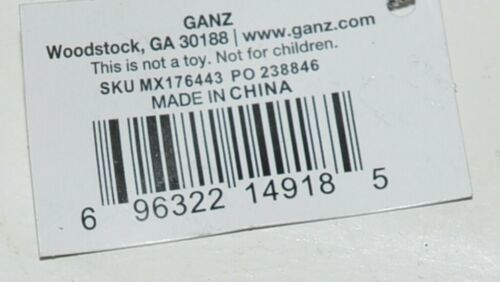 GANZ
Woodstock, GA 30188 | www.ganz.com
This is not a toy. Not for children.
SKU MX176443 PO 238846
MADE IN CHINA
6 96322 14918 5